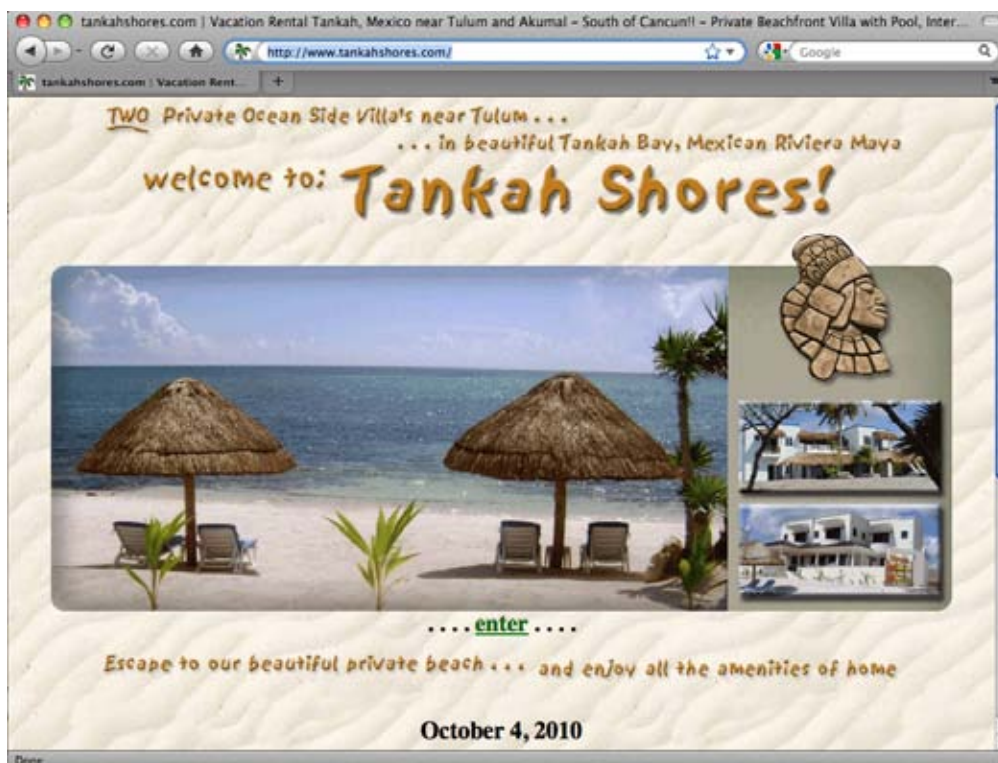 tankahshores.com | Vacation Rental Tankah, Mexico near Tulum and Akumal – South of Cancun!! – Private Beachfront Villa with Pool, Inter...
http://www.tankahshores.com/
Google
tankahshores.com | Vacation Rent...
TWO Private Ocean Side Villa's near Tulum . . .
. . . in beautiful Tankah Bay, Mexican Riviera Maya
welcome to: Tankah Shores!
. . . . enter . . . .
Escape to our beautiful private beach . . . and enjoy all the amenities of home
October 4, 2010
Done